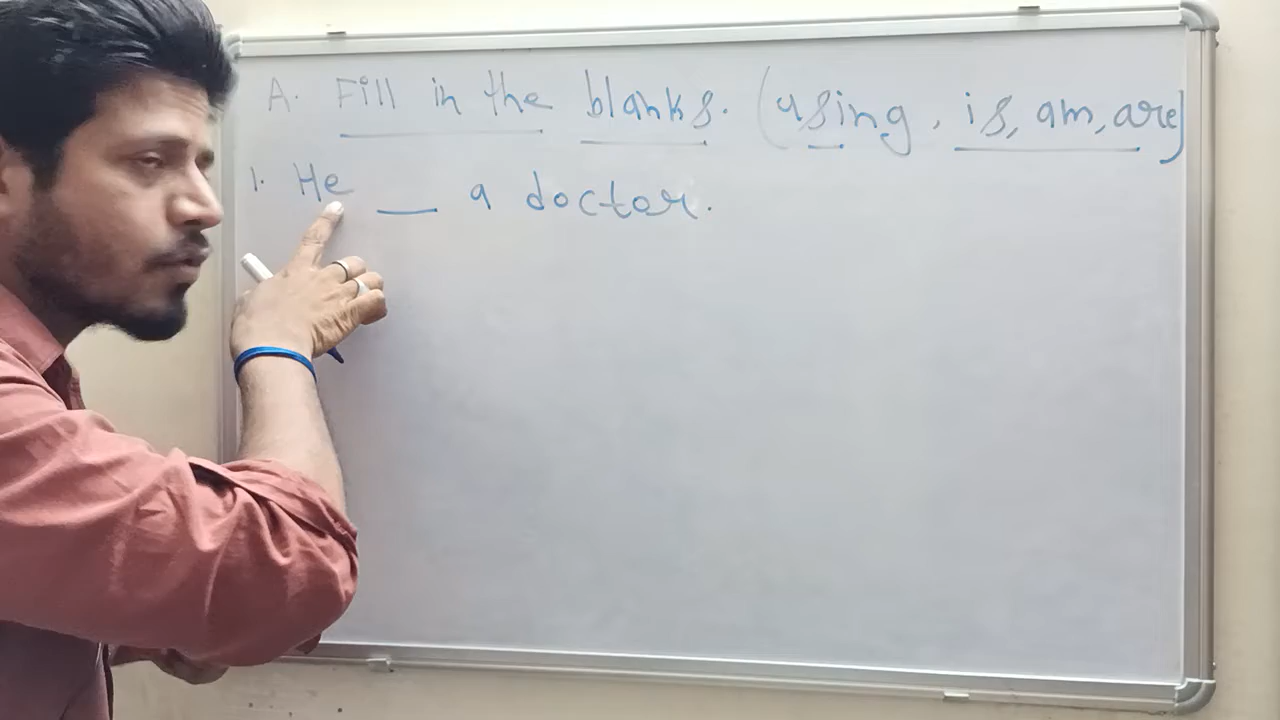 A. Fill in the blanks. (using, is, am, are)
1. He __ a doctor.